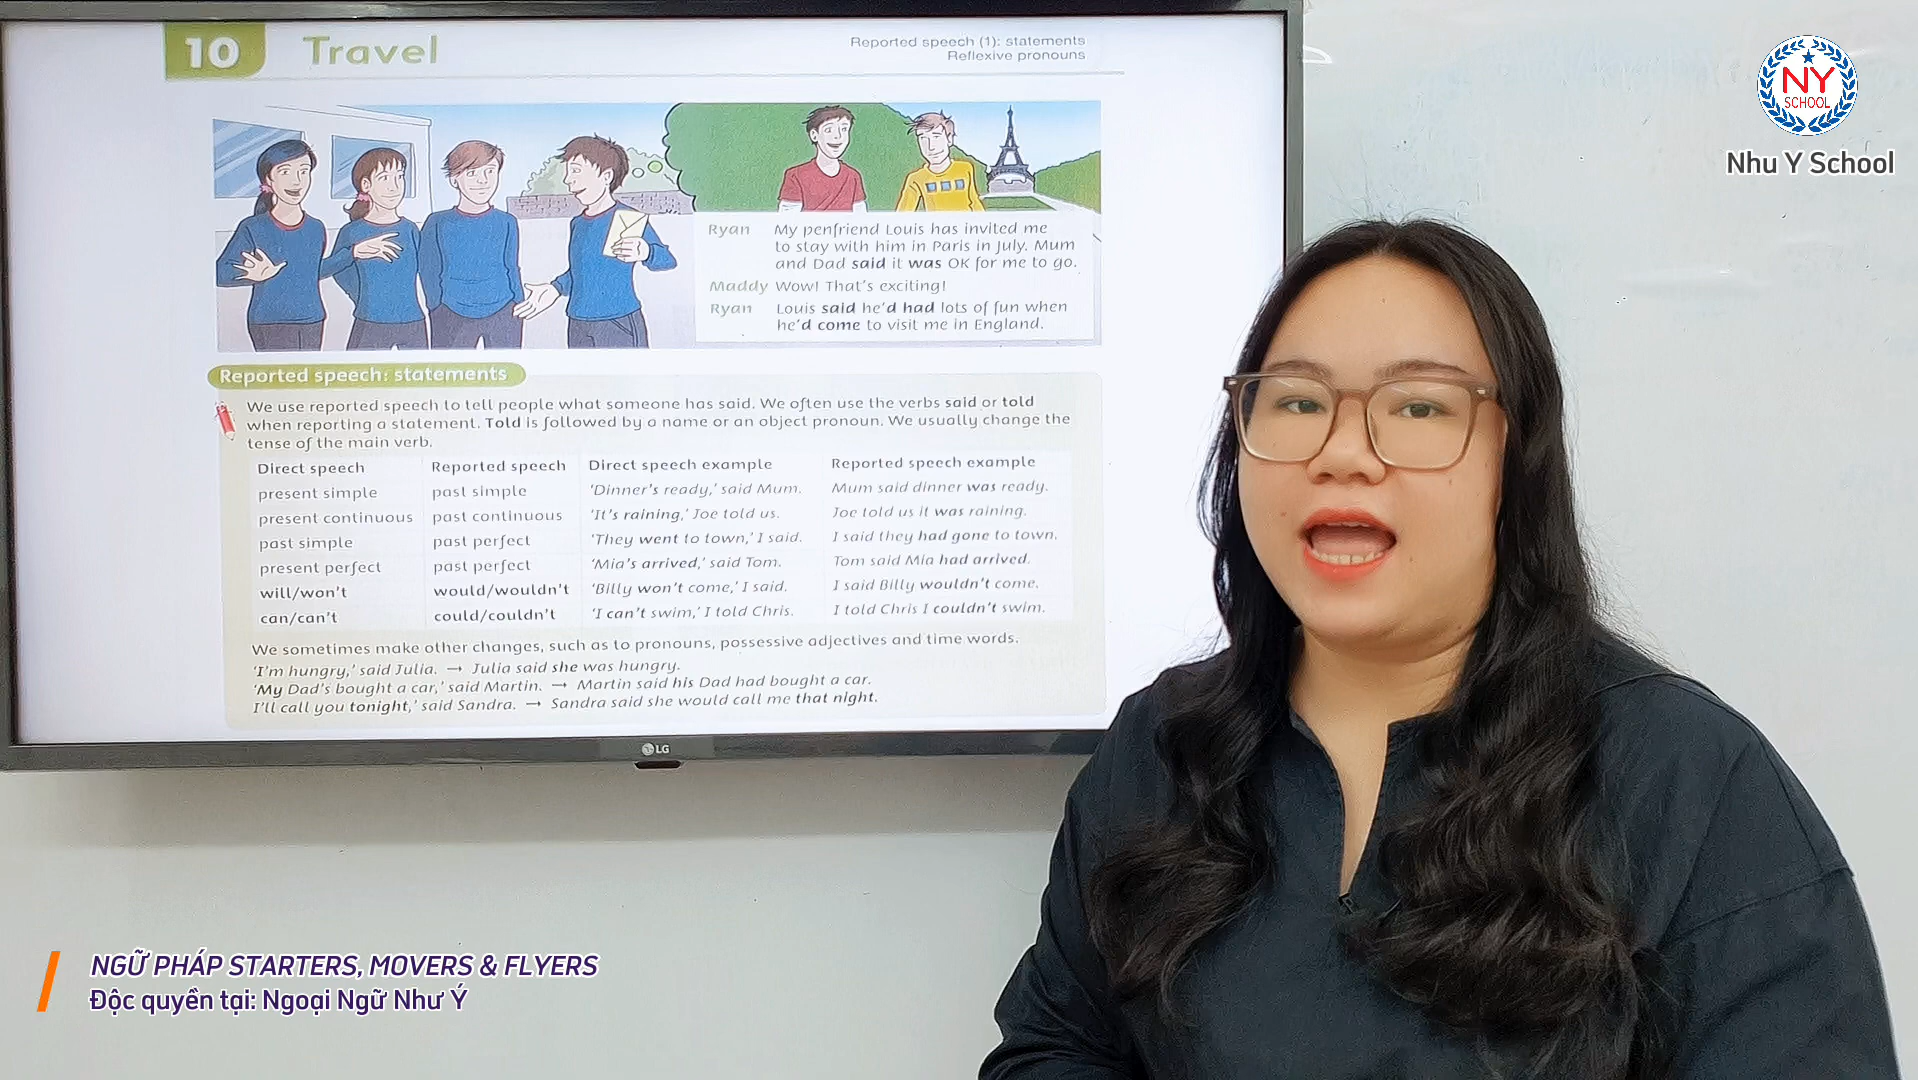 10 Travel
Reported speech (1): statements
Reflexive pronouns
NY
SCHOOL
Nhu Y School
Ryan My penfriend Louis has invited me
to stay with him in Paris in July. Mum
and Dad said it was OK for me to go.
Maddy Wow! That's exciting!
Ryan Louis said he'd had lots of fun when
he'd come to visit me in England.
Reported speech: statements
We use reported speech to tell people what someone has said. We often use the verbs said or told
when reporting a statement. Told is followed by a name or an object pronoun. We usually change the
tense of the main verb.
Direct speech Reported speech Direct speech example Reported speech example
present simple past simple 'Dinner's ready,' said Mum. Mum said dinner was ready.
present continuous past continuous 'It's raining,' Joe told us. Joe told us it was raining.
past simple past perfect 'They went to town,' I said. I said they had gone to town.
present perfect past perfect 'Mia's arrived,' said Tom. Tom said Mia had arrived.
will/won't would/wouldn't 'Billy won't come,' I said. I said Billy wouldn't come.
can/can't could/couldn't 'I can't swim,' I told Chris. I told Chris I couldn't swim.
We sometimes make other changes, such as to pronouns, possessive adjectives and time words.
'I'm hungry,' said Julia. → Julia said she was hungry.
'My Dad's bought a car,' said Martin. → Martin said his Dad had bought a car.
I'll call you tonight,' said Sandra. → Sandra said she would call me that night.
LG
NGỮ PHÁP STARTERS, MOVERS & FLYERS
Độc quyền tại: Ngoại Ngữ Như Ý